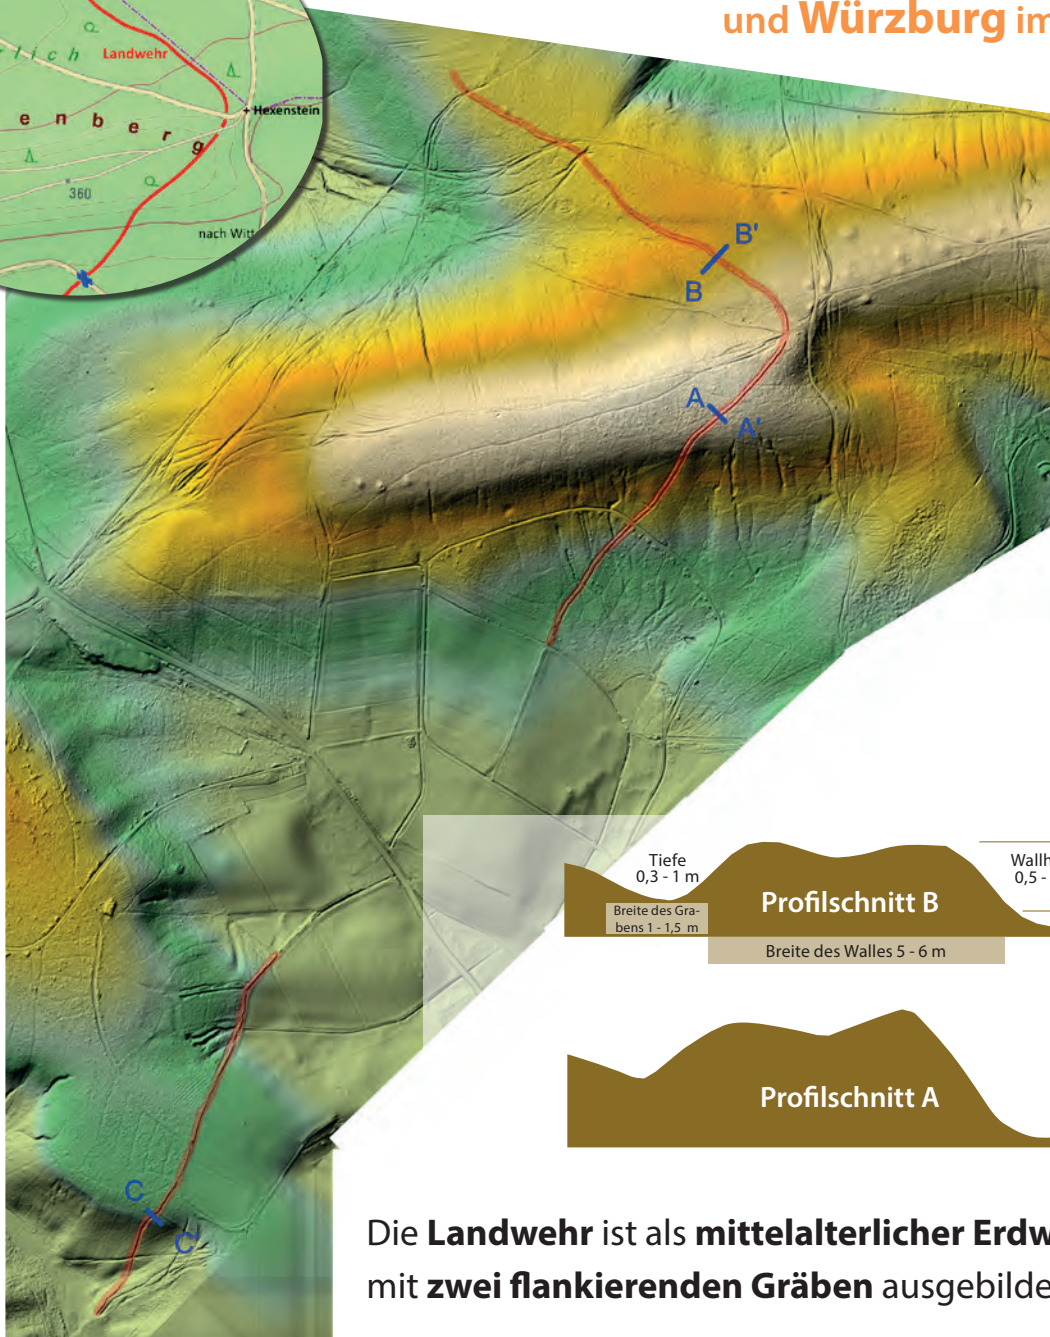 und Würzburg im
rlich
Landwehr
Hexenstein
enberg
360
nach Witt
B'
B
A
A'
Tiefe
0,3 - 1 m
Wallh
0,5 -
Breite des Gra-
bens 1 - 1,5 m
Profilschnitt B
Breite des Walles 5 - 6 m
Profilschnitt A
C
C'
Die Landwehr ist als mittelalterlicher Erdw
mit zwei flankierenden Gräben ausgebilde